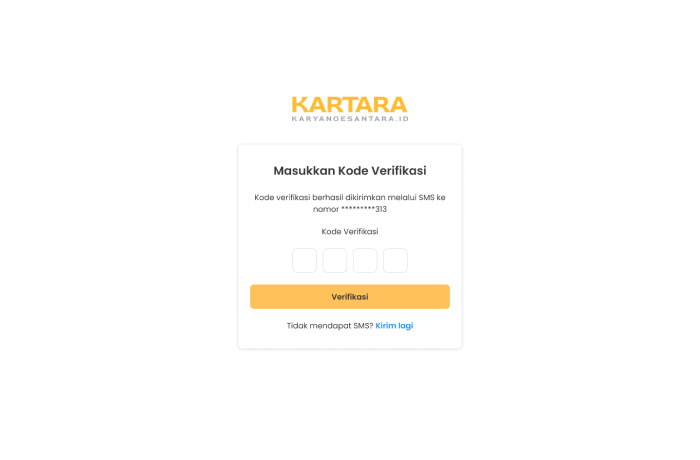 KARTARA
KARYANOESANTARA.ID
Masukkan Kode Verifikasi
Kode verifikasi berhasil dikirimkan melalui SMS ke
nomor *********313
Kode Verifikasi
Verifikasi
Tidak mendapat SMS? Kirim lagi